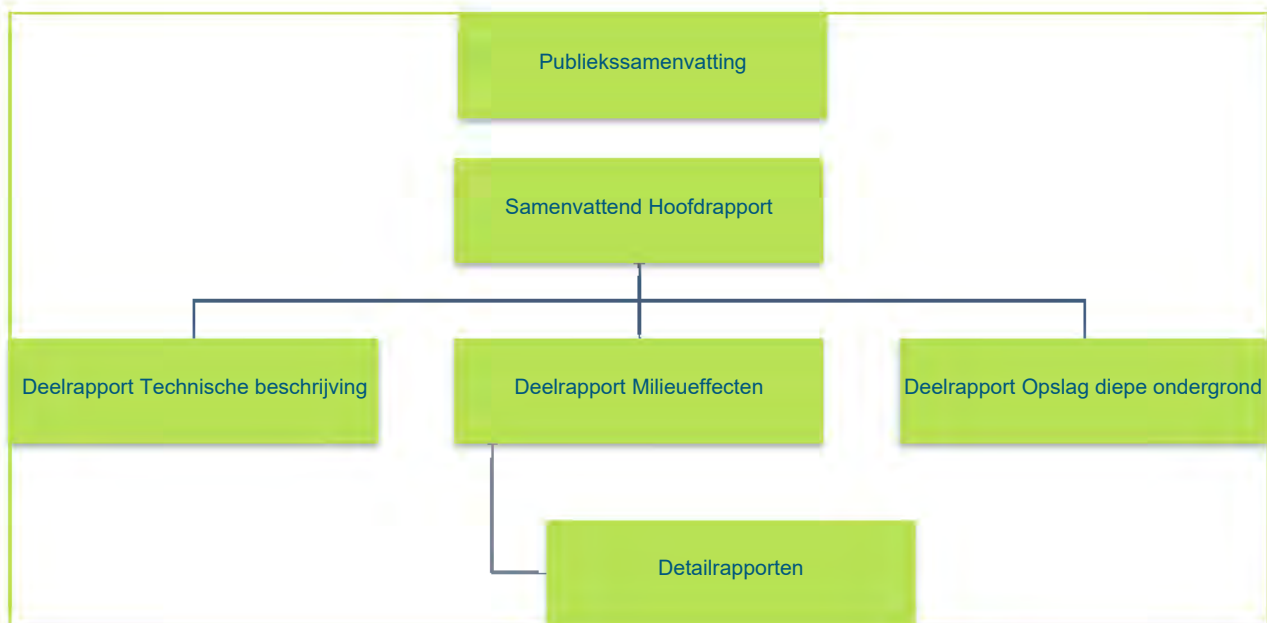 Publiekssamenvatting
Samenvattend Hoofdrapport
Deelrapport Technische beschrijving
Deelrapport Milieueffecten
Deelrapport Opslag diepe ondergrond
Detailrapporten